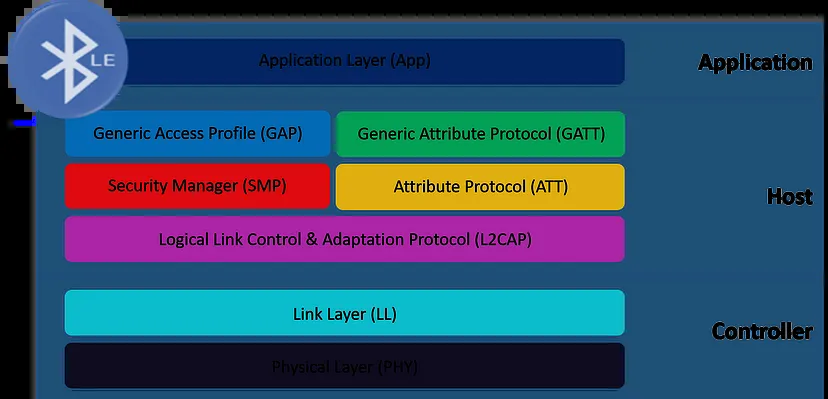 LE
Application Layer (App)
Application
Generic Access Profile (GAP)
Generic Attribute Protocol (GATT)
Security Manager (SMP)
Attribute Protocol (ATT)
Host
Logical Link Control & Adaptation Protocol (L2CAP)
Link Layer (LL)
Controller
Physical Layer (PHY)